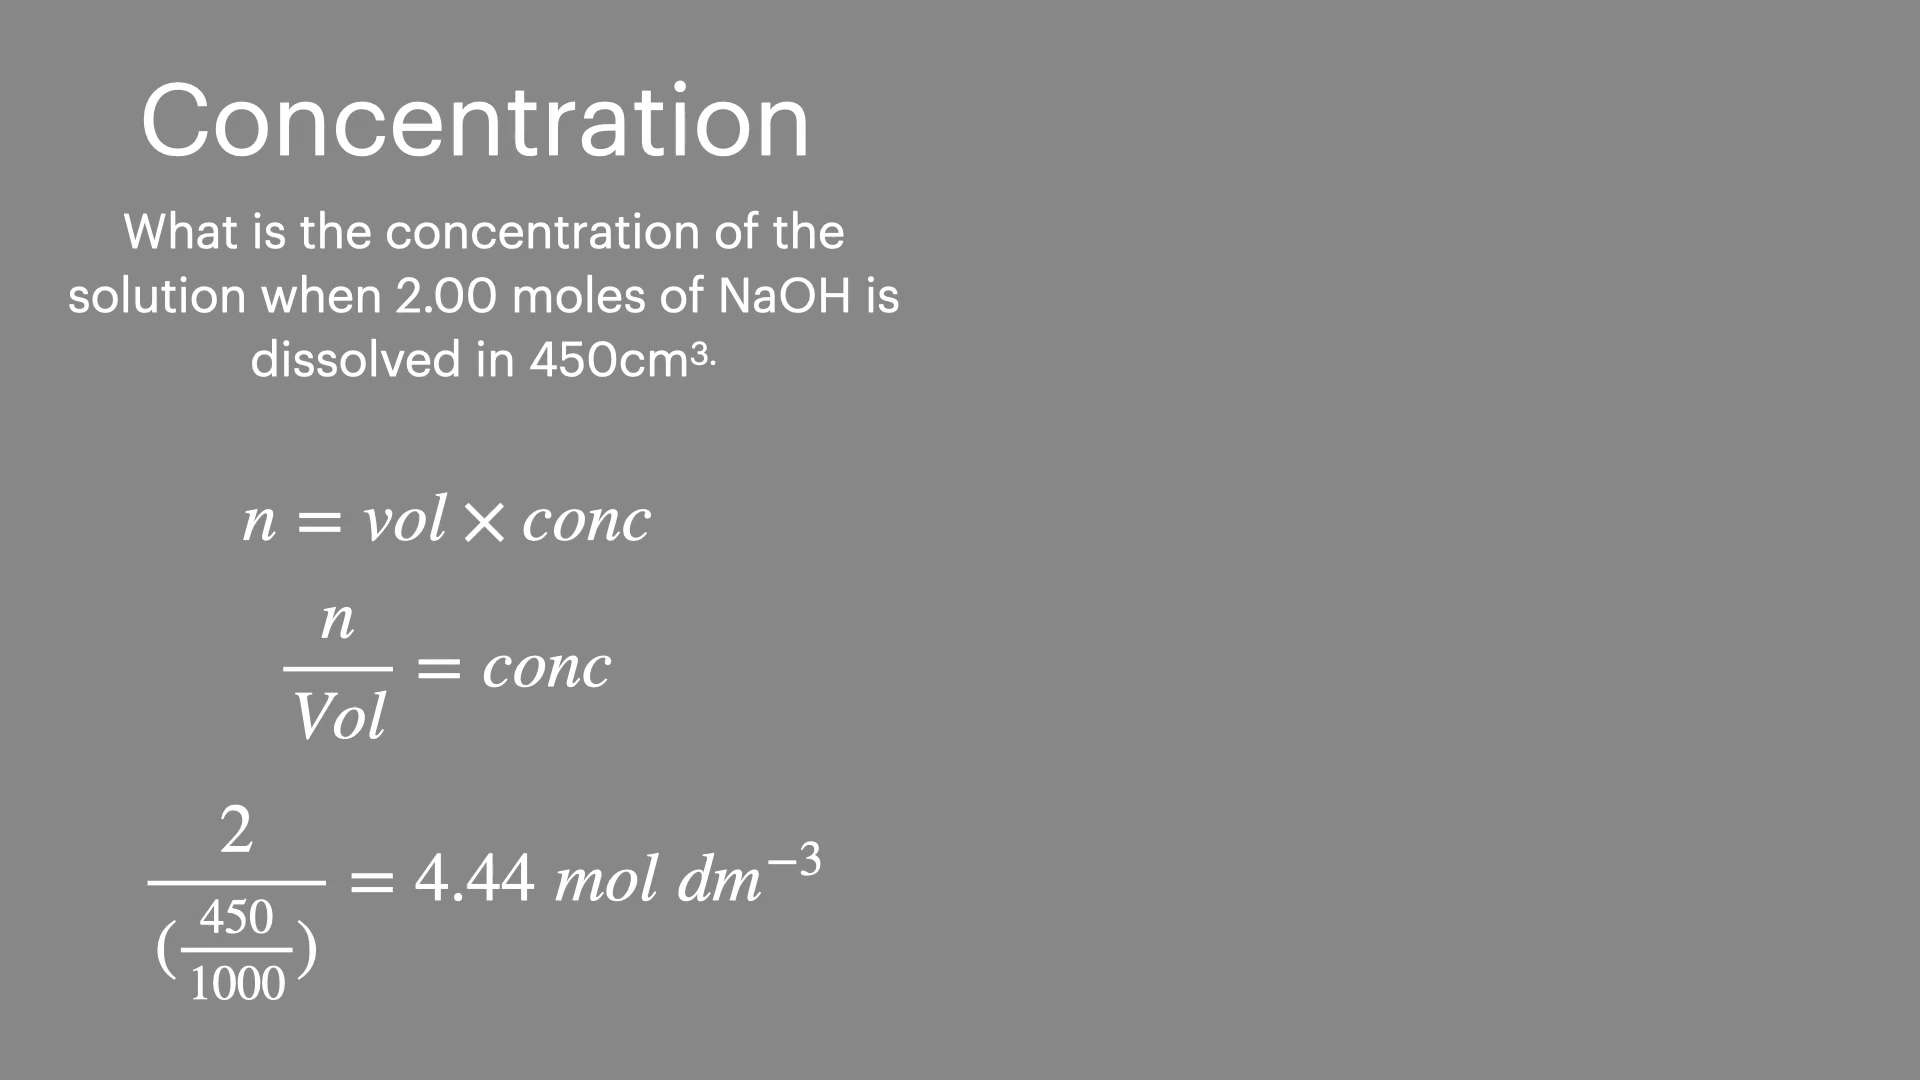 Concentration
What is the concentration of the
solution when 2.00 moles of NaOH is
dissolved in 450cm³·
n = vol × conc
n
Vol
= conc
2
(450
1000)
= 4.44 mol dm⁻³